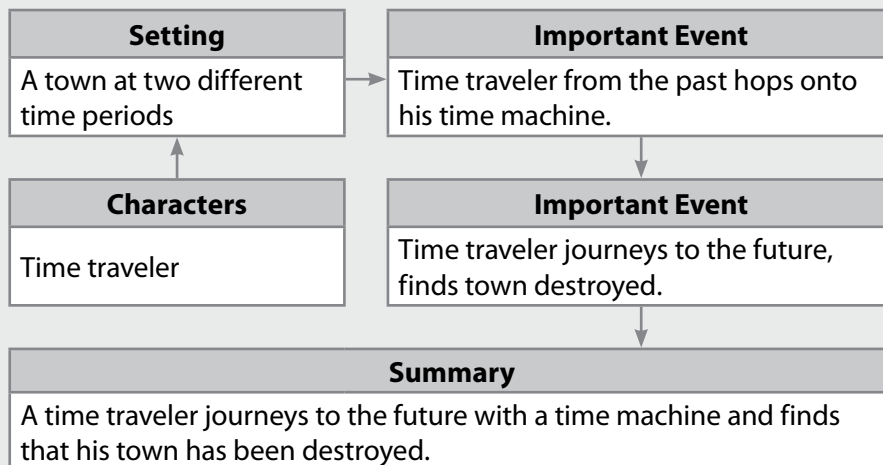 Setting
A town at two different
time periods
Important Event
Time traveler from the past hops onto
his time machine.
Characters
Time traveler
Important Event
Time traveler journeys to the future,
finds town destroyed.
Summary
A time traveler journeys to the future with a time machine and finds
that his town has been destroyed.